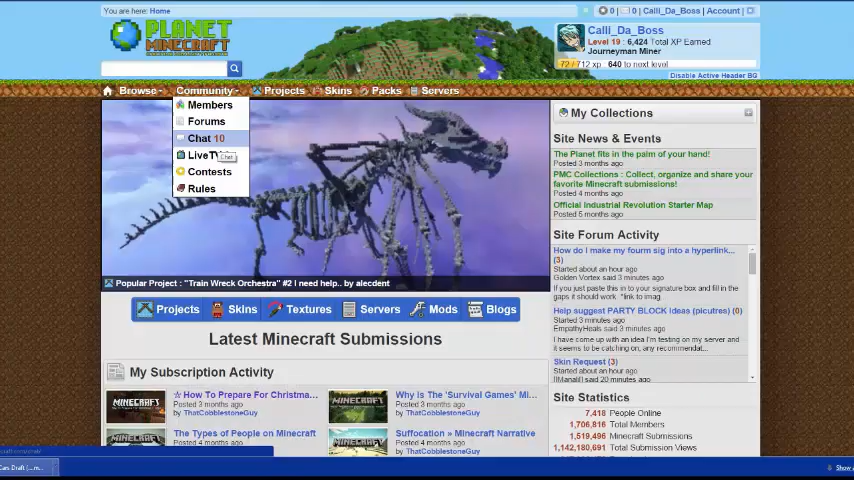 You are here: Home
0 | 0 | Calli_Da_Boss | Account
PLANET
MINECRAFT
Calli_Da_Boss
Level 19 : 6,424 Total XP Earned
Journeyman Miner
72 / 712 xp · 640 to next level
Disable Active Header BG
Browse Community Projects Skins Packs Servers
Members
Forums
Chat 10
LiveTV
Chat
Contests
Rules
Popular Project : "Train Wreck Orchestra" #2 I need help.. by alecdent
Projects Skins Textures Servers Mods Blogs
Latest Minecraft Submissions
My Subscription Activity
☆ How To Prepare For Christma...
Posted 3 months ago
by ThatCobblestoneGuy
Why is The 'Survival Games' Mi...
Posted 3 months ago
by ThatCobblestoneGuy
The Types of People on Minecraft
Posted 4 months ago
by ThatCobblestoneGuy
Suffocation » Minecraft Narrative
Posted 4 months ago
by ThatCobblestoneGuy
MINECRAFT
MINECRAFT
MINECRAFT
MINECRAFT
My Collections
Site News & Events
The Planet fits in the palm of your hand!
Posted 3 months ago
PMC Collections : Collect, organize and share your
favorite Minecraft submissions!
Posted 4 months ago
Official Industrial Revolution Starter Map
Posted 5 months ago
Site Forum Activity
How do I make my fourm sig into a hyperlink...
(3)
Started about an hour ago
Golden Vortex said 3 minutes ago
If you just paste this in to your signature box and fill in the
gaps it should work *link to imag
Help suggest PARTY BLOCK ideas (picutres) (0)
Started 3 minutes ago
EmpathyHeals said 3 minutes ago
I have come up with an idea I'm testing on my server and
it seems to be catching on, any recommendat...
Skin Request (3)
Started about an hour ago
Site Statistics
7,418 People Online
1,706,816 Total Members
1,519,496 Minecraft Submissions
1,142,680,691 Total Submission Views
Show